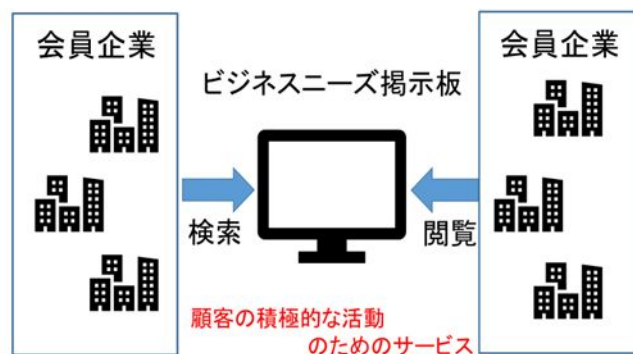 会員企業
会員企業
ビジネスニーズ掲示板
検索
閲覧
顧客の積極的な活動
のためのサービス